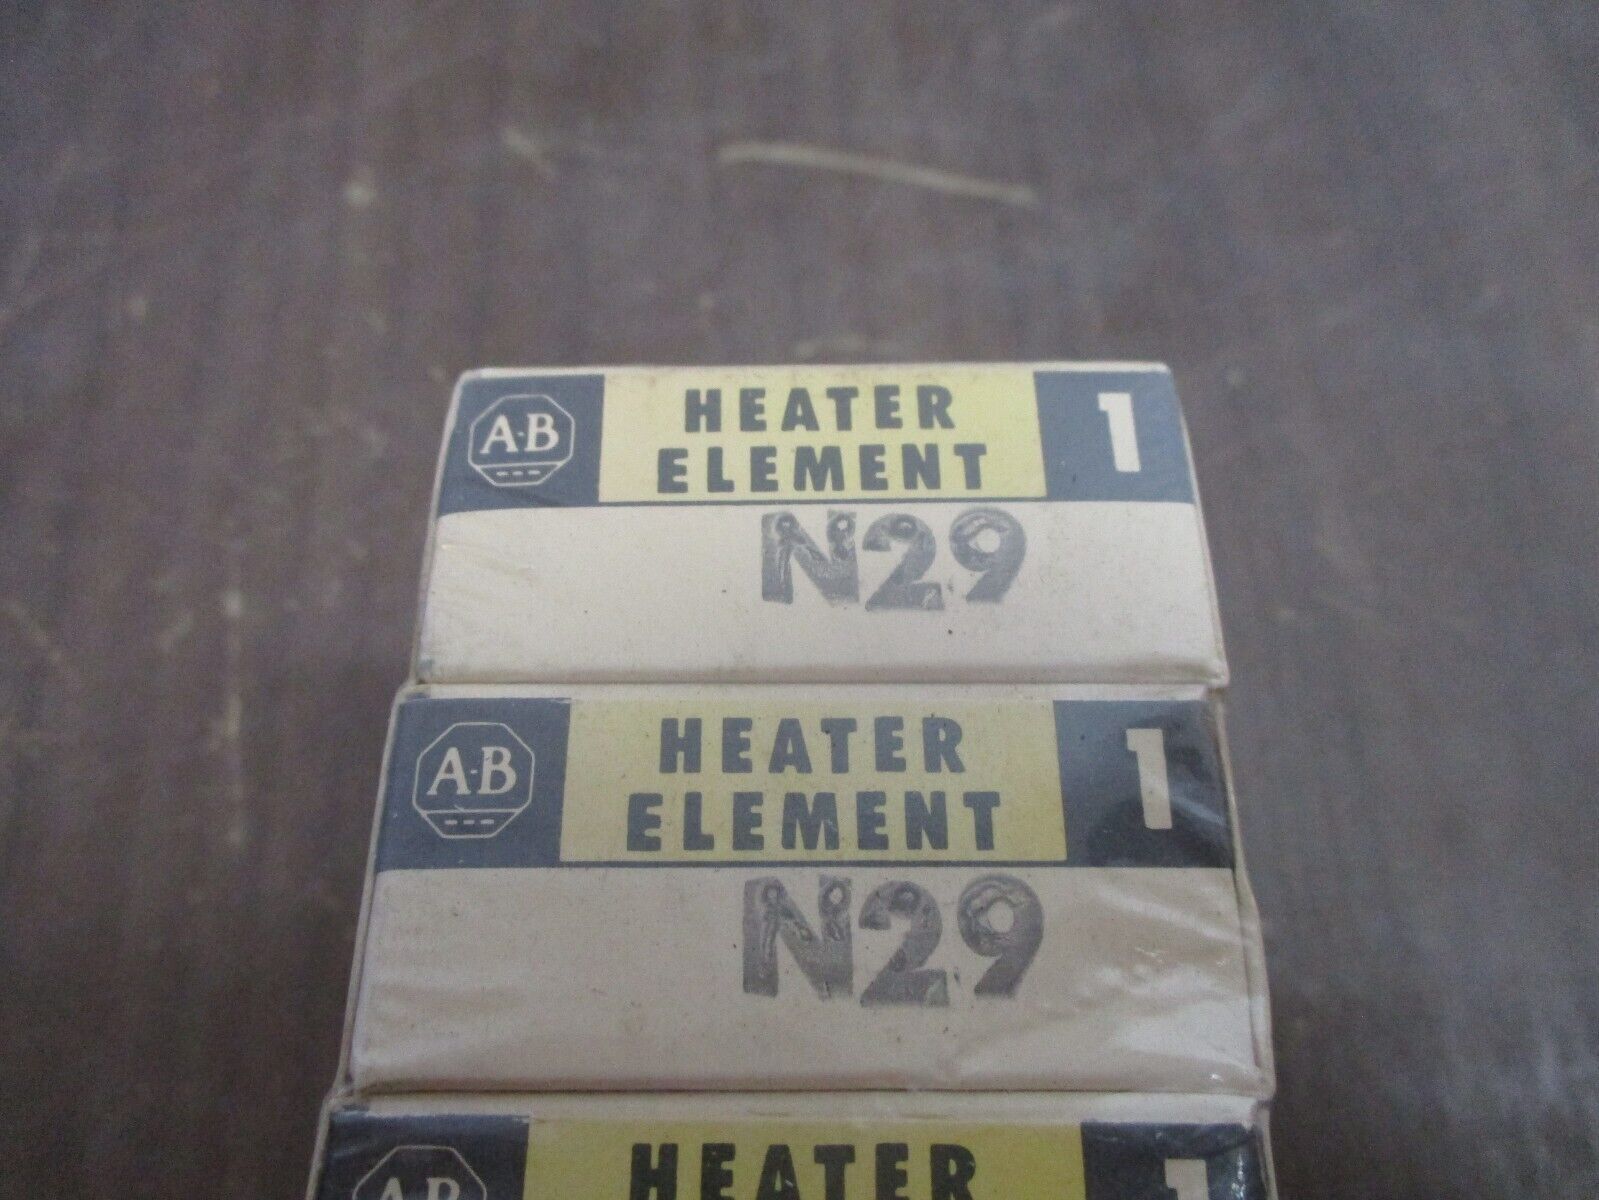 A-B HEATER 1
ELEMENT
N29
A-B HEATER 1
ELEMENT
N29
A-B HEATER 1